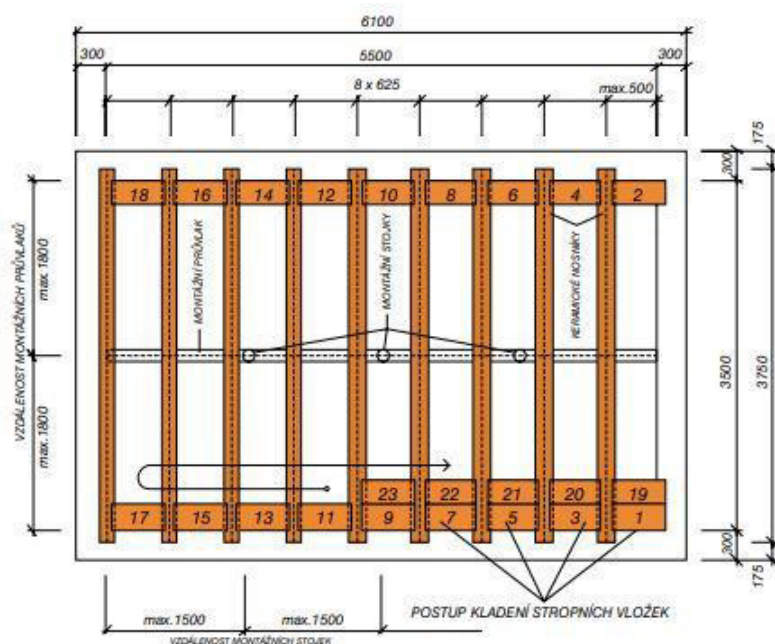 6100
300 5500 300
8 x 625 max.500
175
300
18 16 14 12 10 8 6 4 2
VZDÁLENOST MONTÁŽNÍCH PRŮVLAKŮ
max.1800
MONTÁŽNÍ PRŮVLAK
MONTÁŽNÍ STOJKY
KERAMICKÉ NOSNÍKY
3500
3750
max.1800
23 22 21 20 19
17 15 13 11 9 7 5 3 1
300
175
max.1500 max.1500
POSTUP KLADENÍ STROPNÍCH VLOŽEK
VZDÁLENOST MONTÁŽNÍCH STOJEK